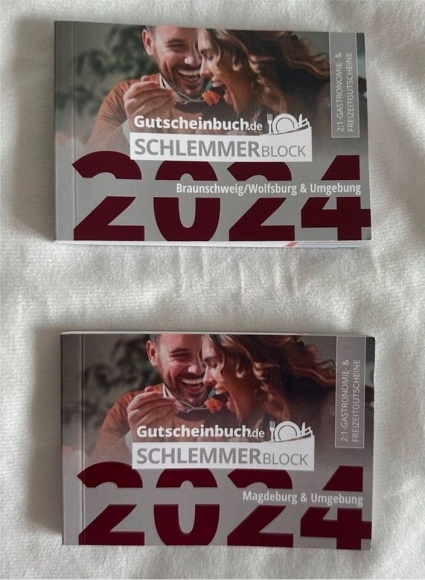 2:1-GASTRONOMIE- &
FREIZEITGUTSCHEINE
Gutscheinbuch.de
SCHLEMMERBLOCK
Braunschweig/Wolfsburg & Umgebung
2024
2:1-GASTRONOMIE- &
FREIZEITGUTSCHEINE
Gutscheinbuch.de
SCHLEMMERBLOCK
Magdeburg & Umgebung
2024